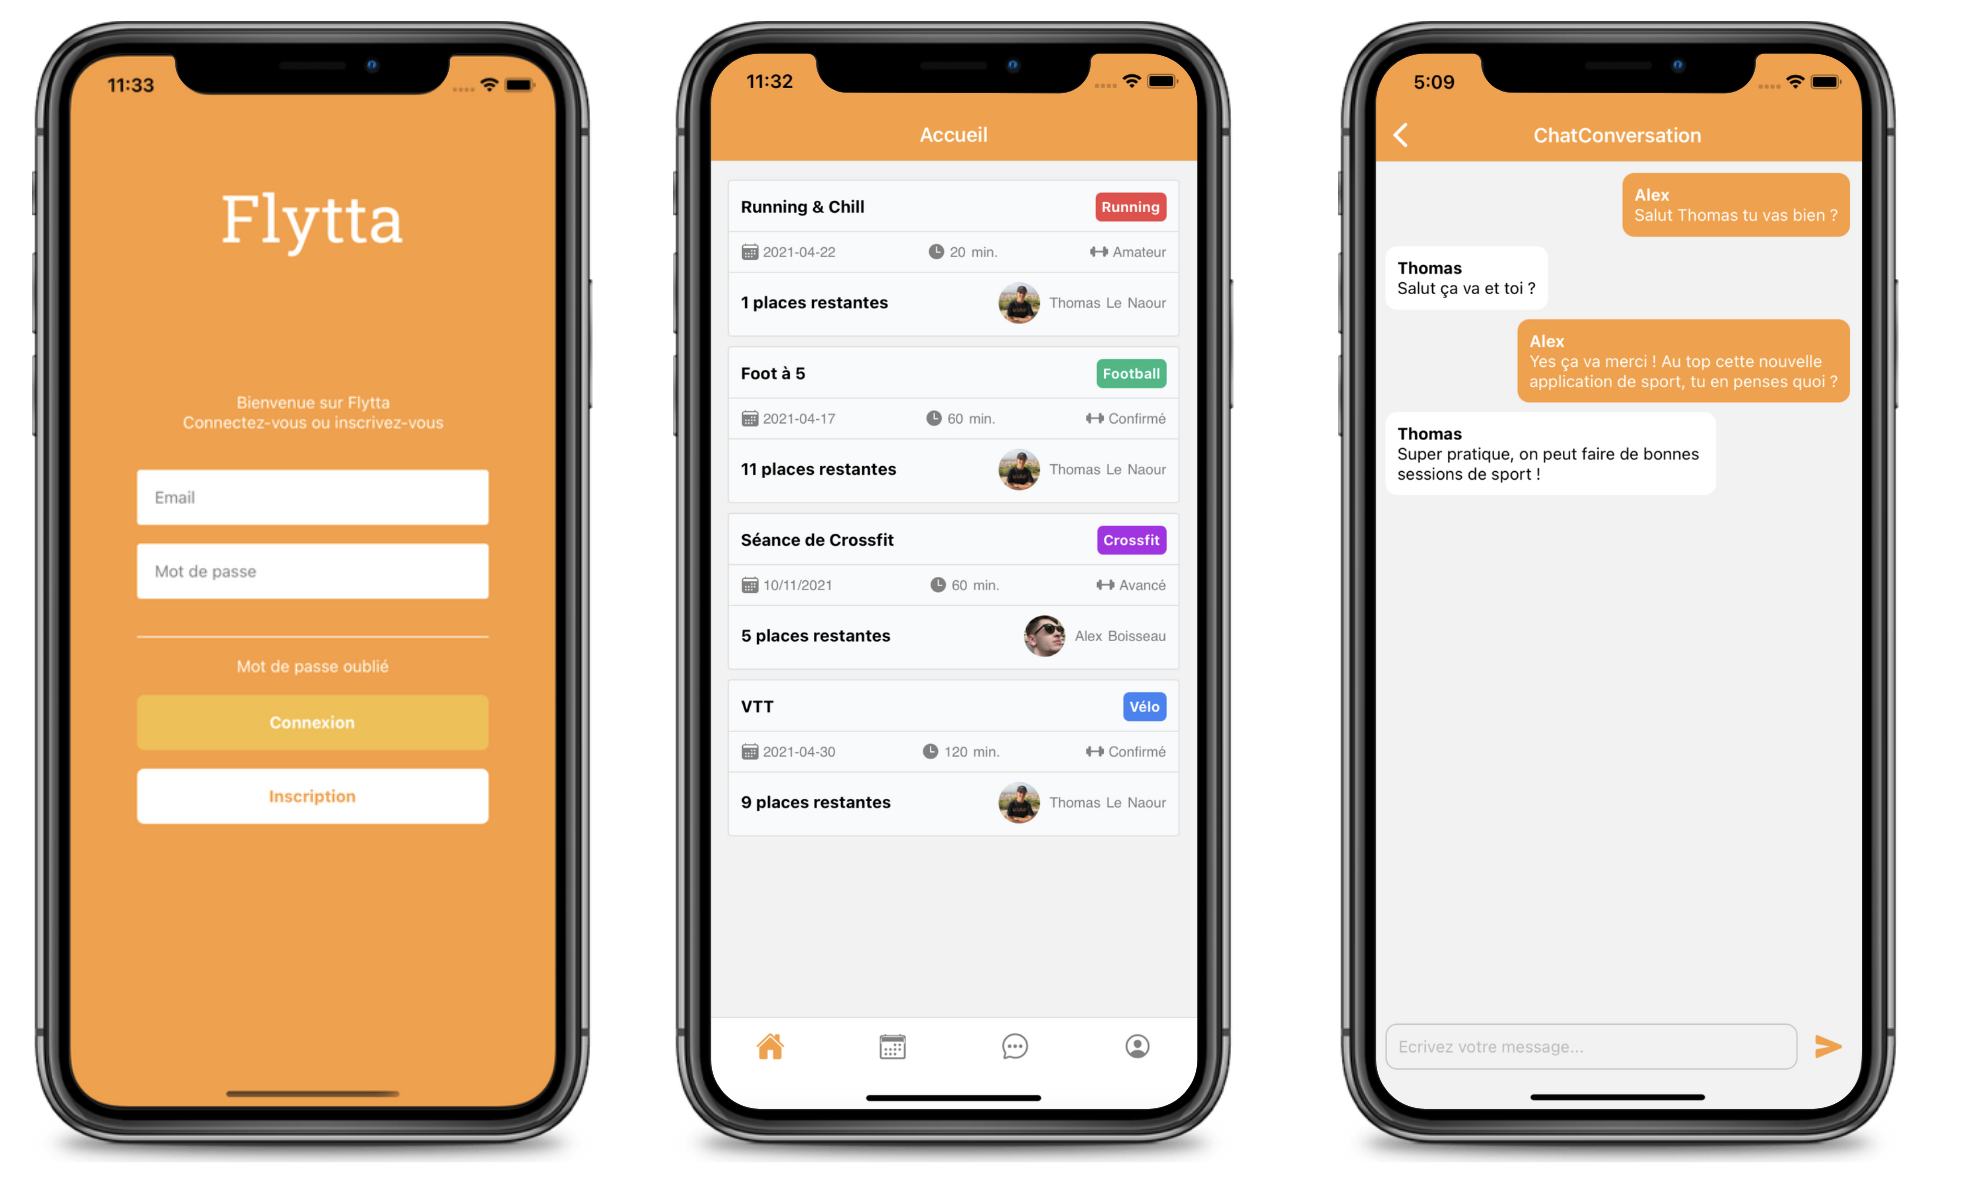 11:33
Flytta
Bienvenue sur Flytta
Connectez-vous ou inscrivez-vous
Email
Mot de passe
Mot de passe oublié
Connexion
Inscription
11:32
Accueil
Running & Chill
Running
2021-04-22
20 min.
Amateur
1 places restantes
Thomas Le Naour
Foot à 5
Football
2021-04-17
60 min.
Confirmé
11 places restantes
Thomas Le Naour
Séance de Crossfit
Crossfit
10/11/2021
60 min.
Avancé
5 places restantes
Alex Boisseau
VTT
Vélo
2021-04-30
120 min.
Confirmé
9 places restantes
Thomas Le Naour
5:09
ChatConversation
Alex
Salut Thomas tu vas bien ?
Thomas
Salut ça va et toi ?
Alex
Yes ça va merci ! Au top cette nouvelle
application de sport, tu en penses quoi ?
Thomas
Super pratique, on peut faire de bonnes
sessions de sport !
Ecrivez votre message...